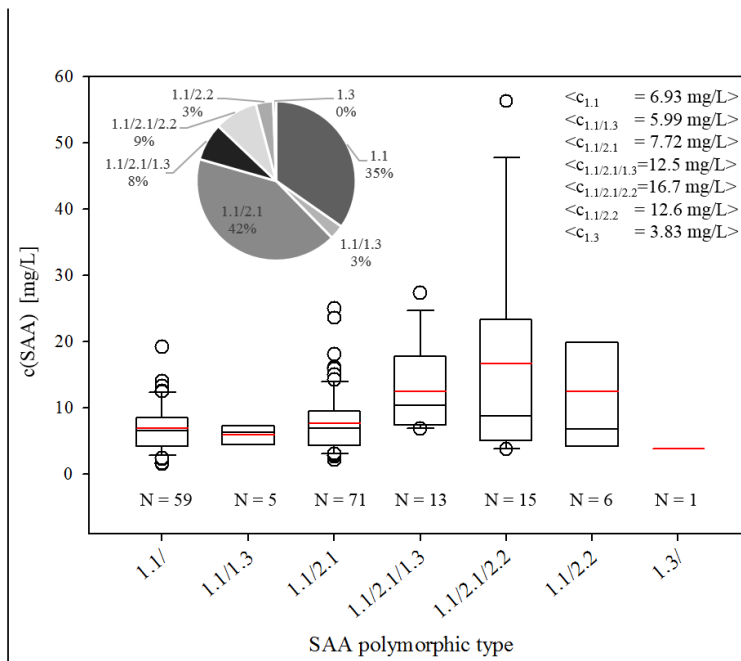 60
50
40
30
20
10
0
c(SAA) [mg/L]
1.1/2.2
3%
1.3
0%
1.1/2.1/2.2
9%
1.1/2.1/1.3
8%
1.1
35%
1.1/2.1
42%
1.1/1.3
3%
<c1.1 = 6.93 mg/L>
<c1.1/1.3 = 5.99 mg/L>
<c1.1/2.1 = 7.72 mg/L>
<c1.1/2.1/1.3=12.5 mg/L>
<c1.1/2.1/2.2=16.7 mg/L>
<c1.1/2.2 = 12.6 mg/L>
<c1.3 = 3.83 mg/L>
N = 59
N = 5
N = 71
N = 13
N = 15
N = 6
N = 1
1.1/
1.1/1.3
1.1/2.1
1.1/2.1/1.3
1.1/2.1/2.2
1.1/2.2
1.3/
SAA polymorphic type